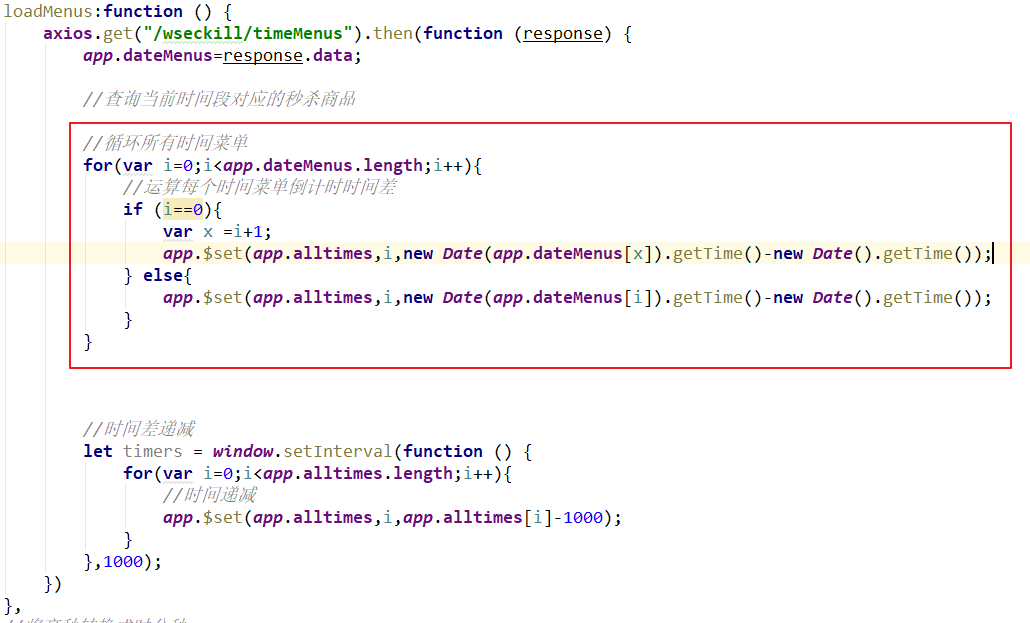 loadMenus:function () {
axios.get("/wseckill/timeMenus").then(function (response) {
app.dateMenus=response.data;
//查询当前时间段对应的秒杀商品
//循环所有时间菜单
for(var i=0;i<app.dateMenus.length;i++){
//运算每个时间菜单倒计时时间差
if (i==0){
var x =i+1;
app.$set(app.alltimes,i,new Date(app.dateMenus[x]).getTime()-new Date().getTime());
} else{
app.$set(app.alltimes,i,new Date(app.dateMenus[i]).getTime()-new Date().getTime());
}
}
//时间差递减
let timers = window.setInterval(function () {
for(var i=0;i<app.alltimes.length;i++){
//时间递减
app.$set(app.alltimes,i,app.alltimes[i]-1000);
}
},1000);
})
},